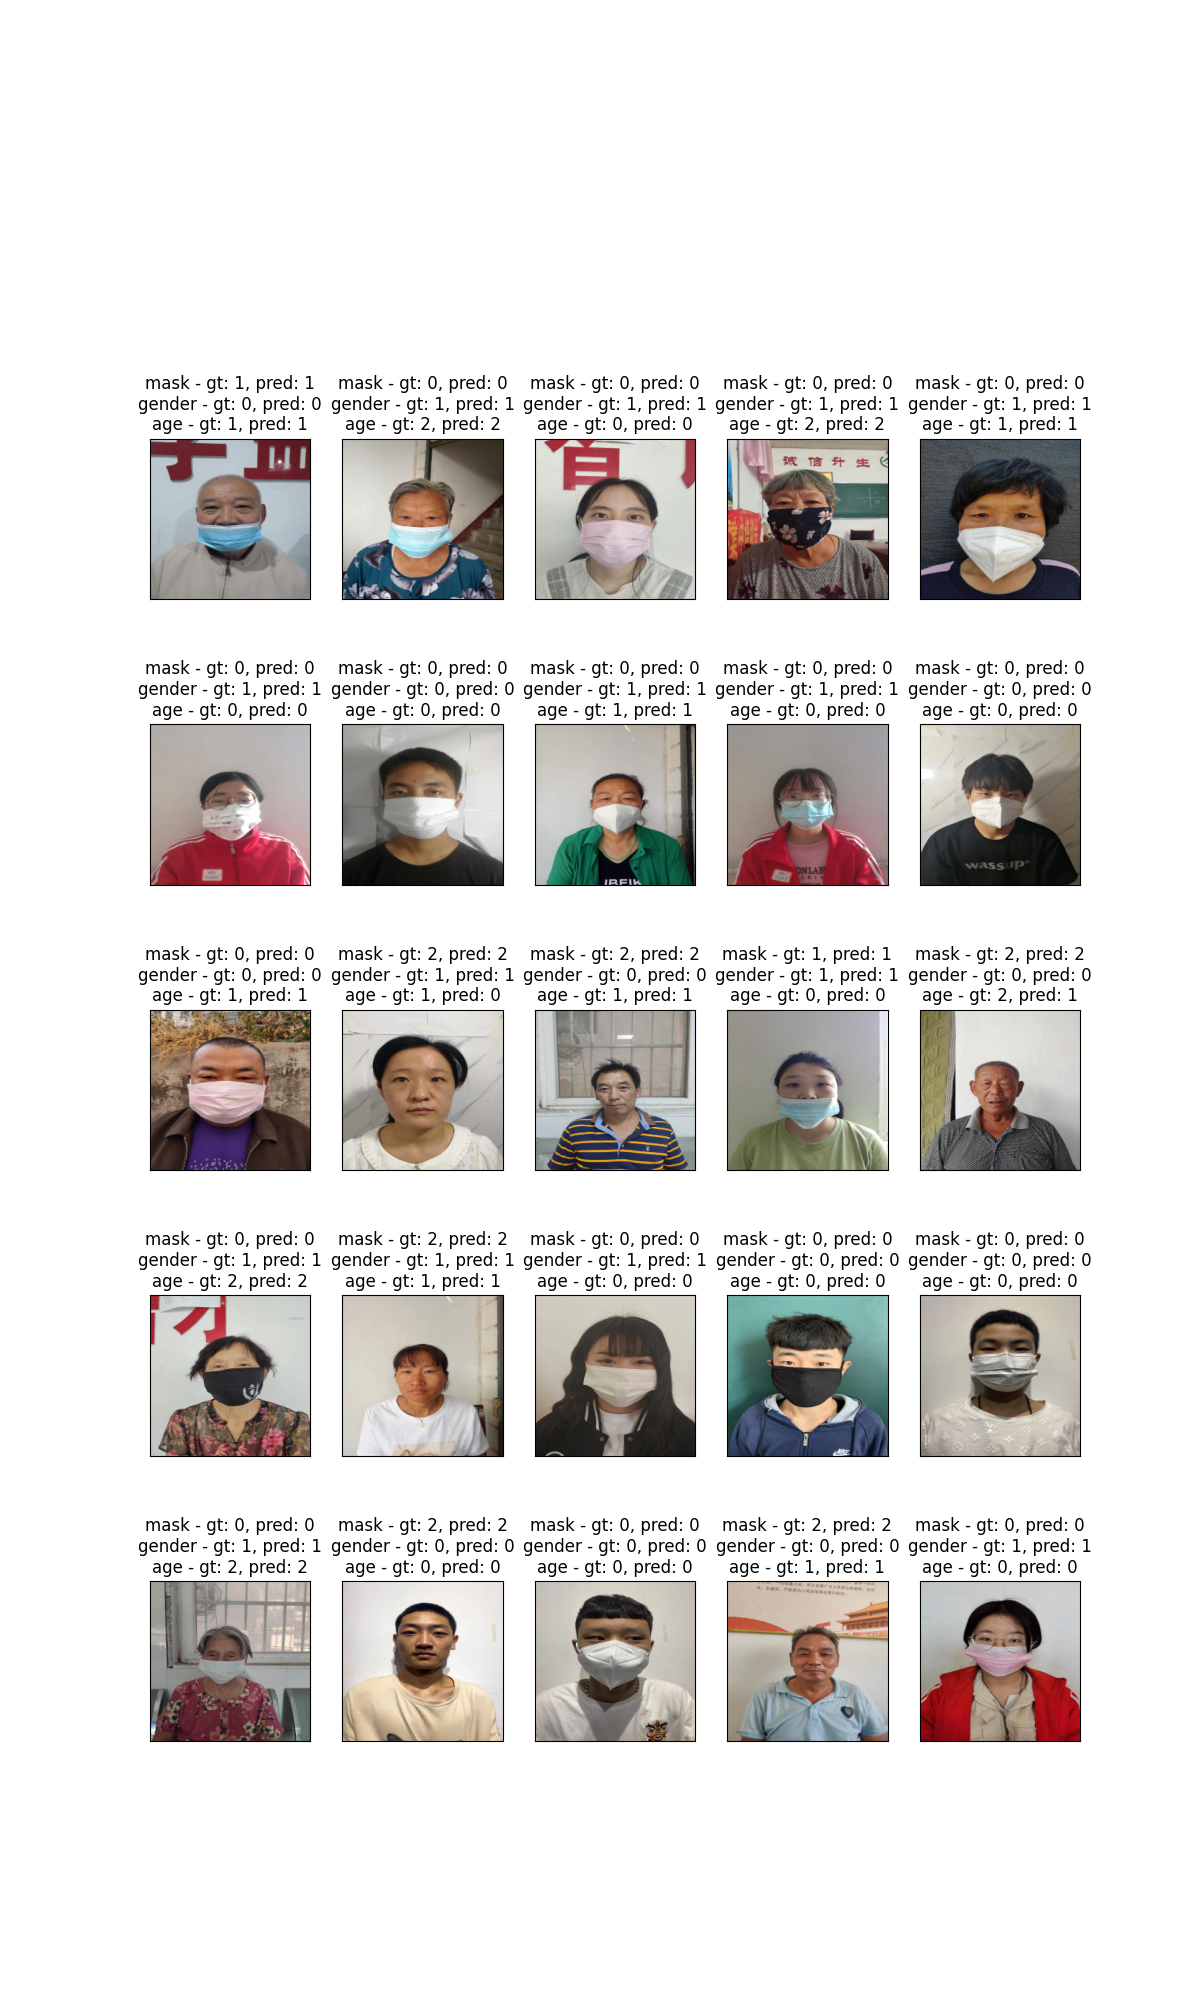 mask - gt: 1, pred: 1
gender - gt: 0, pred: 0
age - gt: 1, pred: 1
mask - gt: 0, pred: 0
gender - gt: 1, pred: 1
age - gt: 2, pred: 2
mask - gt: 0, pred: 0
gender - gt: 1, pred: 1
age - gt: 0, pred: 0
mask - gt: 0, pred: 0
gender - gt: 1, pred: 1
age - gt: 2, pred: 2
mask - gt: 0, pred: 0
gender - gt: 1, pred: 1
age - gt: 1, pred: 1
省
诚信升生
mask - gt: 0, pred: 0
gender - gt: 1, pred: 1
age - gt: 0, pred: 0
mask - gt: 0, pred: 0
gender - gt: 0, pred: 0
age - gt: 0, pred: 0
mask - gt: 0, pred: 0
gender - gt: 1, pred: 1
age - gt: 1, pred: 1
mask - gt: 0, pred: 0
gender - gt: 1, pred: 1
age - gt: 0, pred: 0
mask - gt: 0, pred: 0
gender - gt: 0, pred: 0
age - gt: 0, pred: 0
wassup
mask - gt: 0, pred: 0
gender - gt: 0, pred: 0
age - gt: 1, pred: 1
mask - gt: 2, pred: 2
gender - gt: 1, pred: 1
age - gt: 1, pred: 0
mask - gt: 2, pred: 2
gender - gt: 0, pred: 0
age - gt: 1, pred: 1
mask - gt: 1, pred: 1
gender - gt: 1, pred: 1
age - gt: 0, pred: 0
mask - gt: 2, pred: 2
gender - gt: 0, pred: 0
age - gt: 2, pred: 1
mask - gt: 0, pred: 0
gender - gt: 1, pred: 1
age - gt: 2, pred: 2
mask - gt: 2, pred: 2
gender - gt: 1, pred: 1
age - gt: 1, pred: 1
mask - gt: 0, pred: 0
gender - gt: 1, pred: 1
age - gt: 0, pred: 0
mask - gt: 0, pred: 0
gender - gt: 0, pred: 0
age - gt: 0, pred: 0
mask - gt: 0, pred: 0
gender - gt: 0, pred: 0
age - gt: 0, pred: 0
mask - gt: 0, pred: 0
gender - gt: 1, pred: 1
age - gt: 2, pred: 2
mask - gt: 2, pred: 2
gender - gt: 0, pred: 0
age - gt: 0, pred: 0
mask - gt: 0, pred: 0
gender - gt: 0, pred: 0
age - gt: 0, pred: 0
mask - gt: 2, pred: 2
gender - gt: 0, pred: 0
age - gt: 1, pred: 1
mask - gt: 0, pred: 0
gender - gt: 1, pred: 1
age - gt: 0, pred: 0